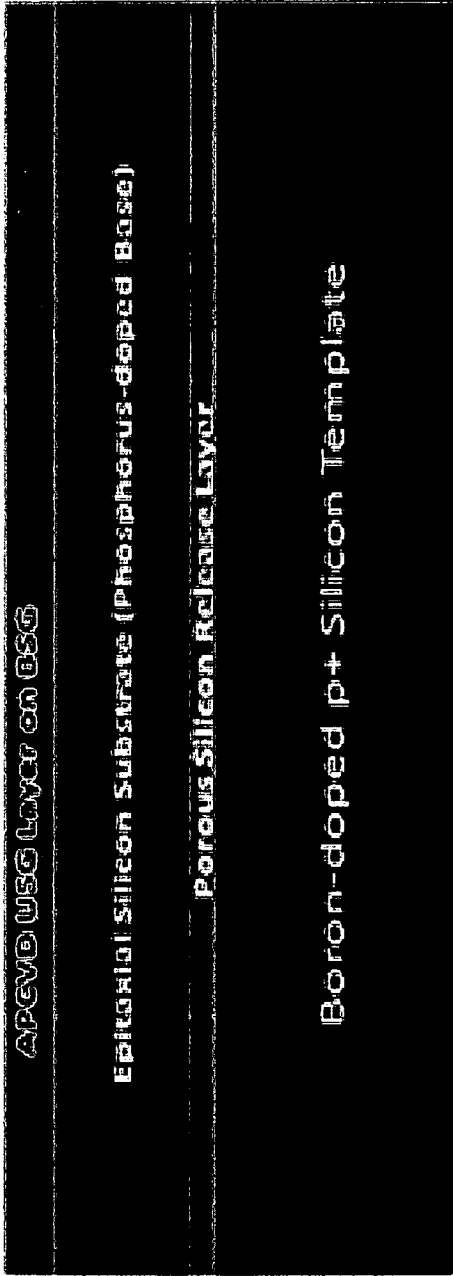 APCVD USG Layer on BSG
Epitaxial Silicon Substrate (Phosphorus-doped Base)
Porous Silicon Release Layer
Boron-doped p+ Silicon Template